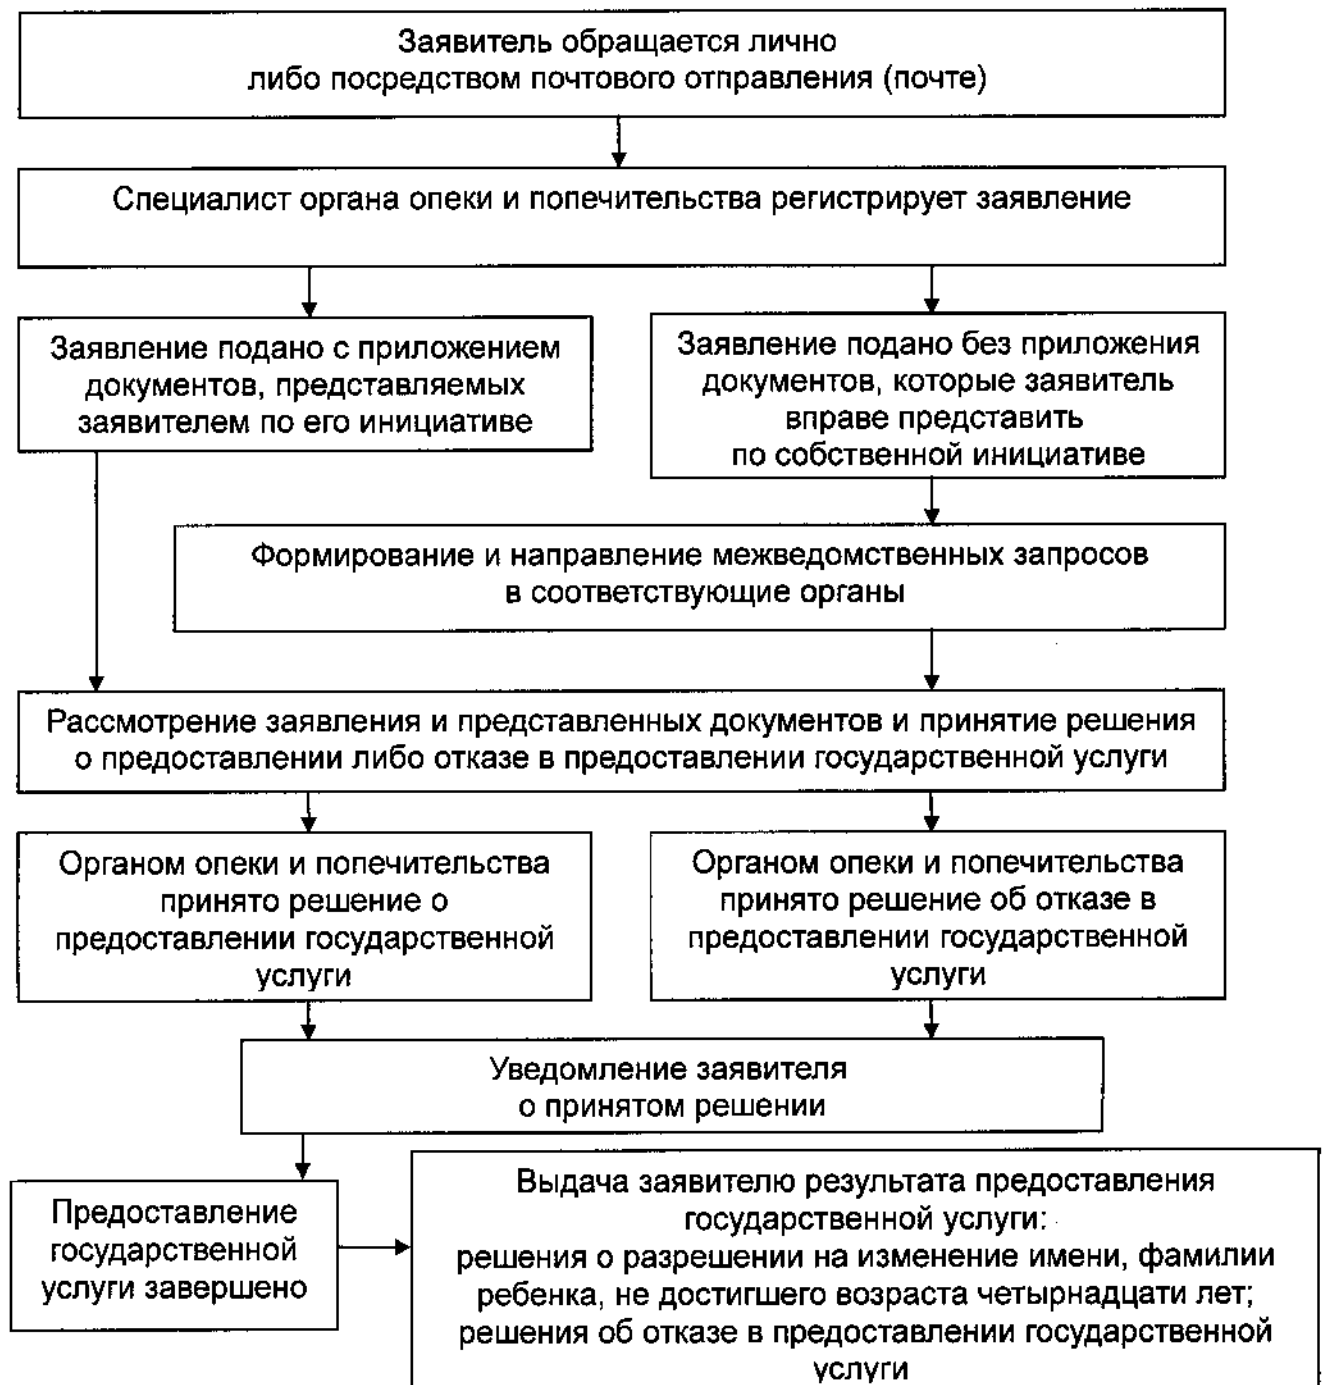 Заявитель обращается лично
либо посредством почтового отправления (почте)
Специалист органа опеки и попечительства регистрирует заявление
Заявление подано с приложением
документов, представляемых
заявителем по его инициативе
Заявление подано без приложения
документов, которые заявитель
вправе представить
по собственной инициативе
Формирование и направление межведомственных запросов
в соответствующие органы
Рассмотрение заявления и представленных документов и принятие решения
о предоставлении либо отказе в предоставлении государственной услуги
Органом опеки и попечительства
принято решение о
предоставлении государственной
услуги
Органом опеки и попечительства
принято решение об отказе в
предоставлении государственной
услуги
Уведомление заявителя
о принятом решении
Предоставление
государственной
услуги завершено
Выдача заявителю результата предоставления
государственной услуги:
решения о разрешении на изменение имени, фамилии
ребенка, не достигшего возраста четырнадцати лет;
решения об отказе в предоставлении государственной
услуги